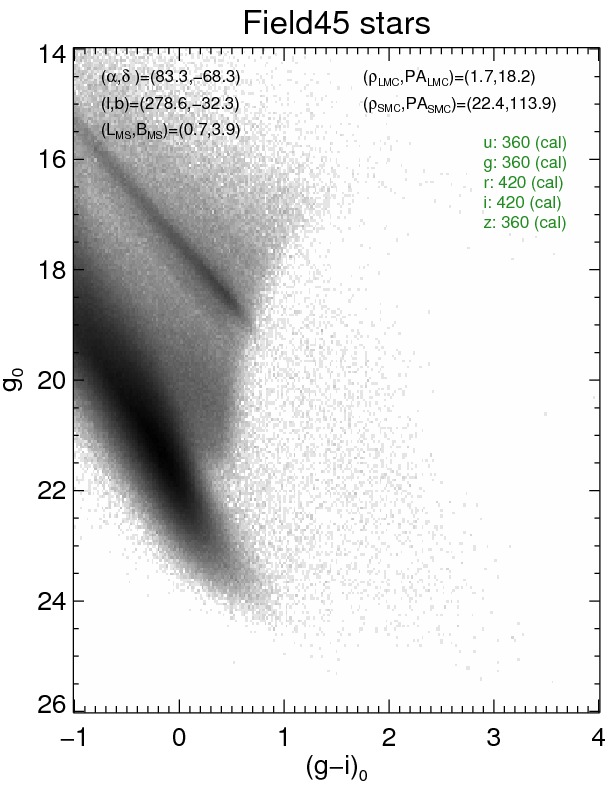 Field45 stars
(α,δ )=(83.3,−68.3)
(ρLMC,PALMC)=(1.7,18.2)
(l,b)=(278.6,−32.3)
(ρSMC,PASMC)=(22.4,113.9)
(LMS,BMS)=(0.7,3.9)
u: 360 (cal)
g: 360 (cal)
r: 420 (cal)
i: 420 (cal)
z: 360 (cal)
14
16
18
20
22
24
26
g0
−1 0 1 2 3 4
(g−i)0